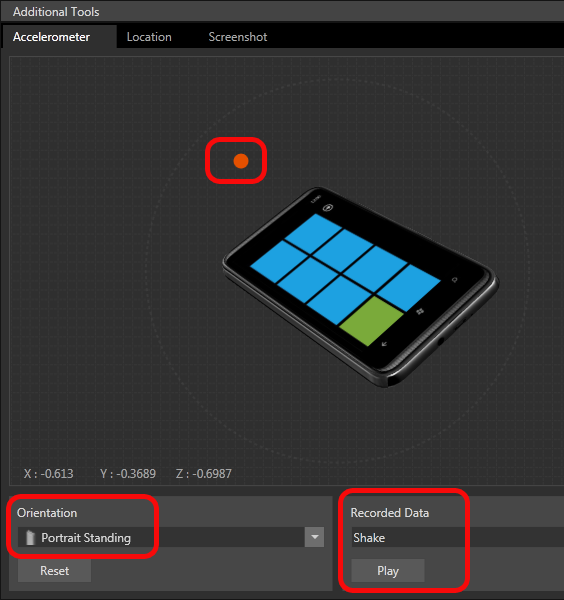 Additional Tools
Accelerometer Location Screenshot
X : -0.613 Y : -0.3689 Z : -0.6987
Orientation
Portrait Standing
Reset
Recorded Data
Shake
Play